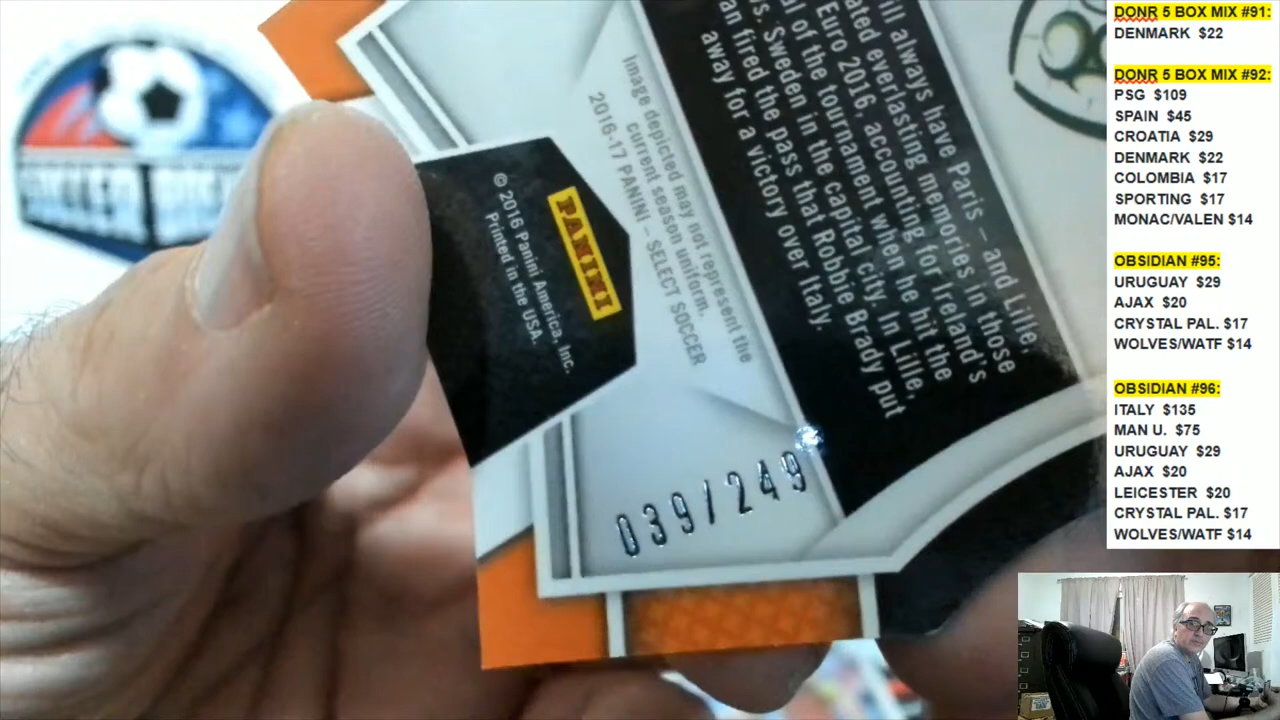 ill always have Paris – and Lille,
ated everlasting memories in those
Euro 2016, accounting for Ireland's
al of the tournament when he hit the
s. Sweden in the capital city. In Lille,
an fired the pass that Robbie Brady put
away for a victory over Italy.
Image depicted may not represent the
current season uniform.
2016-17 PANINI – SELECT SOCCER
PANINI
© 2016 Panini America, Inc.
Printed in the USA.
039/249
DONR 5 BOX MIX #91:
DENMARK $22
DONR 5 BOX MIX #92:
PSG $109
SPAIN $45
CROATIA $29
DENMARK $22
COLOMBIA $17
SPORTING $17
MONAC/VALEN $14
OBSIDIAN #95:
URUGUAY $29
AJAX $20
CRYSTAL PAL. $17
WOLVES/WATF $14
OBSIDIAN #96:
ITALY $135
MAN U. $75
URUGUAY $29
AJAX $20
LEICESTER $20
CRYSTAL PAL. $17
WOLVES/WATF $14